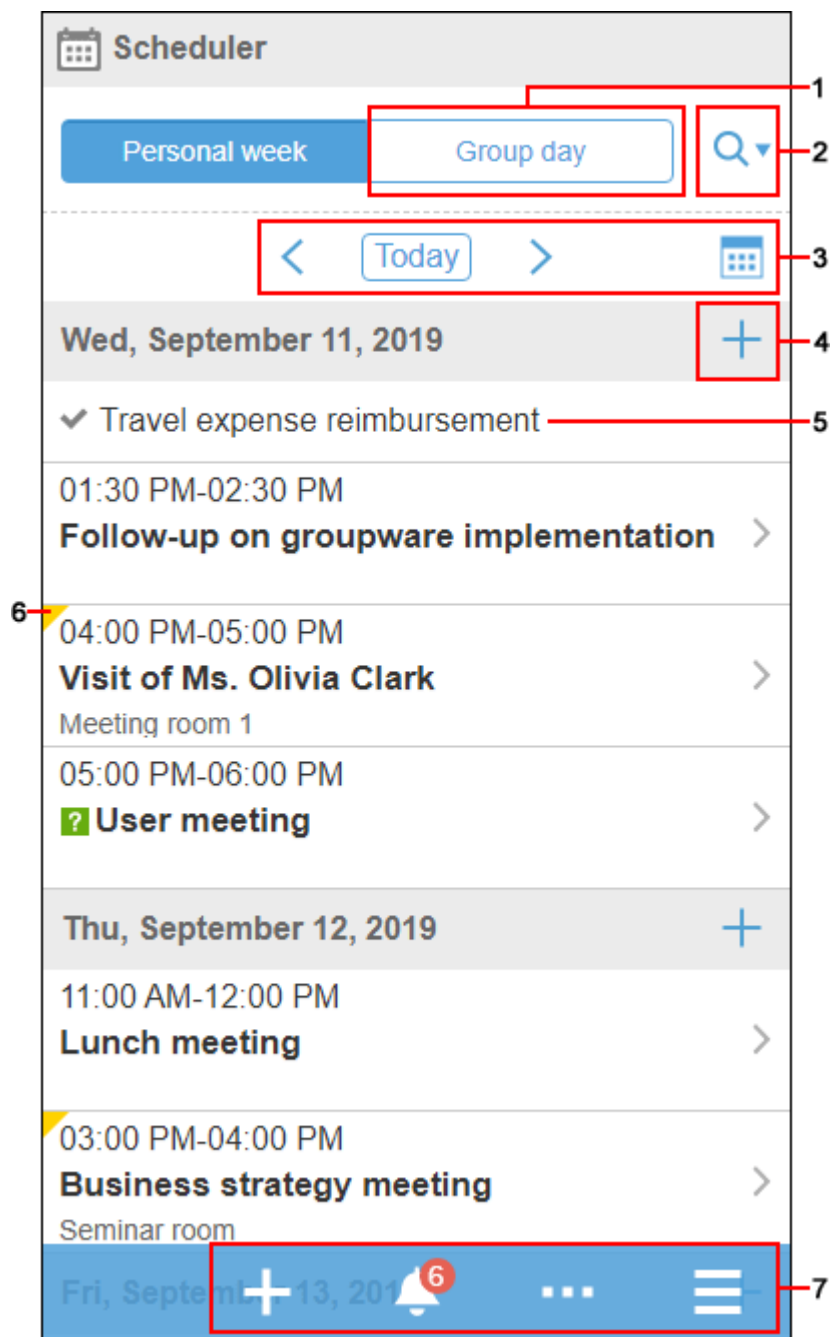 Scheduler
1
Personal week Group day
2
Today
3
Wed, September 11, 2019
4
Travel expense reimbursement
5
01:30 PM-02:30 PM
Follow-up on groupware implementation
6
04:00 PM-05:00 PM
Visit of Ms. Olivia Clark
Meeting room 1
05:00 PM-06:00 PM
? User meeting
Thu, September 12, 2019
11:00 AM-12:00 PM
Lunch meeting
03:00 PM-04:00 PM
Business strategy meeting
Seminar room
6
Fri, September 13, 201
7